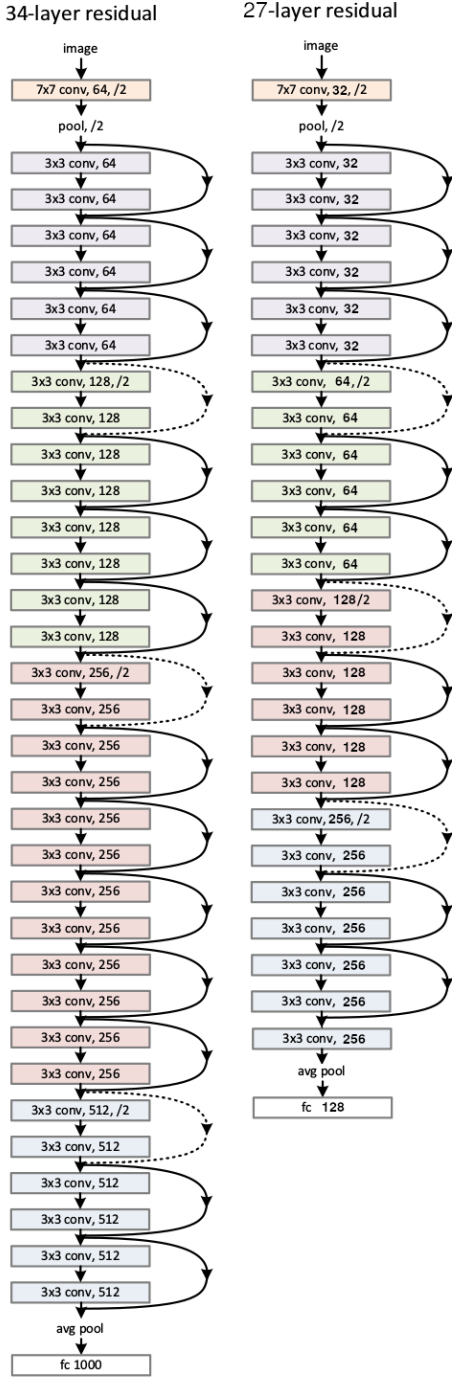 34-layer residual
image
7x7 conv, 64, /2
pool, /2
3x3 conv, 64
3x3 conv, 64
3x3 conv, 64
3x3 conv, 64
3x3 conv, 64
3x3 conv, 64
3x3 conv, 128, /2
3x3 conv, 128
3x3 conv, 128
3x3 conv, 128
3x3 conv, 128
3x3 conv, 128
3x3 conv, 128
3x3 conv, 128
3x3 conv, 256, /2
3x3 conv, 256
3x3 conv, 256
3x3 conv, 256
3x3 conv, 256
3x3 conv, 256
3x3 conv, 256
3x3 conv, 256
3x3 conv, 256
3x3 conv, 256
3x3 conv, 256
3x3 conv, 256
3x3 conv, 512, /2
3x3 conv, 512
3x3 conv, 512
3x3 conv, 512
3x3 conv, 512
3x3 conv, 512
avg pool
fc 1000
27-layer residual
image
7x7 conv, 32, /2
pool, /2
3x3 conv, 32
3x3 conv, 32
3x3 conv, 32
3x3 conv, 32
3x3 conv, 32
3x3 conv, 32
3x3 conv, 64, /2
3x3 conv, 64
3x3 conv, 64
3x3 conv, 64
3x3 conv, 64
3x3 conv, 64
3x3 conv, 128/2
3x3 conv, 128
3x3 conv, 128
3x3 conv, 128
3x3 conv, 128
3x3 conv, 128
3x3 conv, 256, /2
3x3 conv, 256
3x3 conv, 256
3x3 conv, 256
3x3 conv, 256
3x3 conv, 256
3x3 conv, 256
avg pool
fc 128